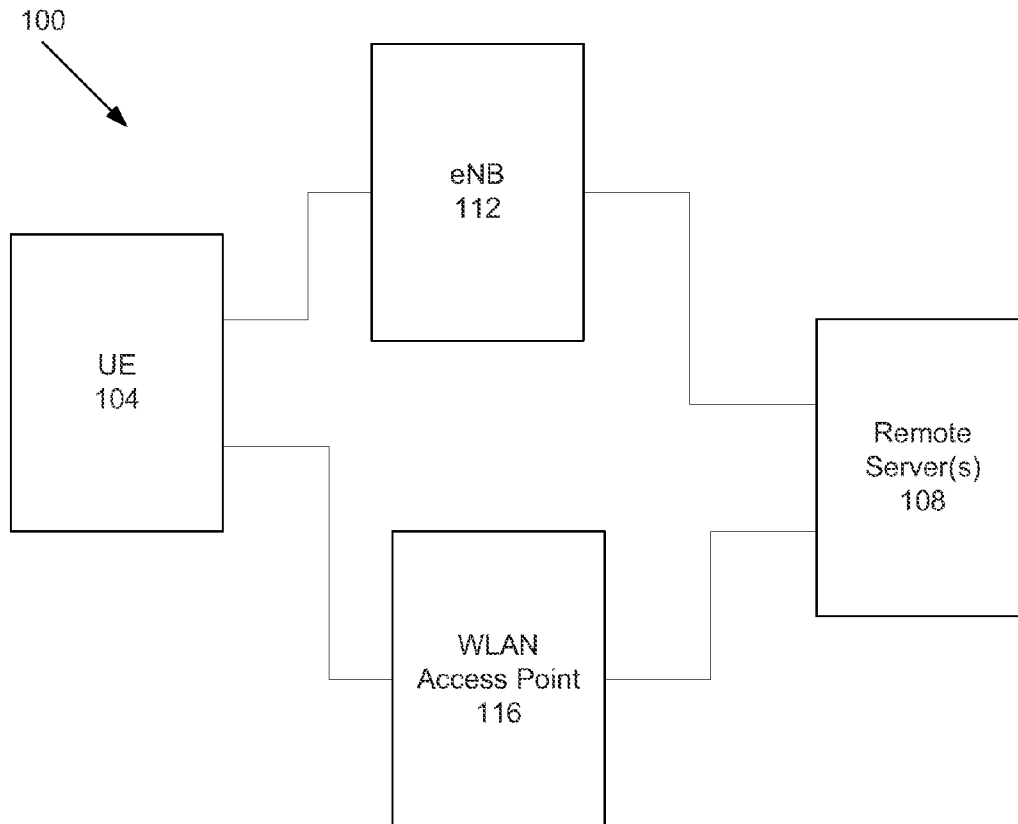 100
eNB
112
UE
104
Remote
Server(s)
108
WLAN
Access Point
116